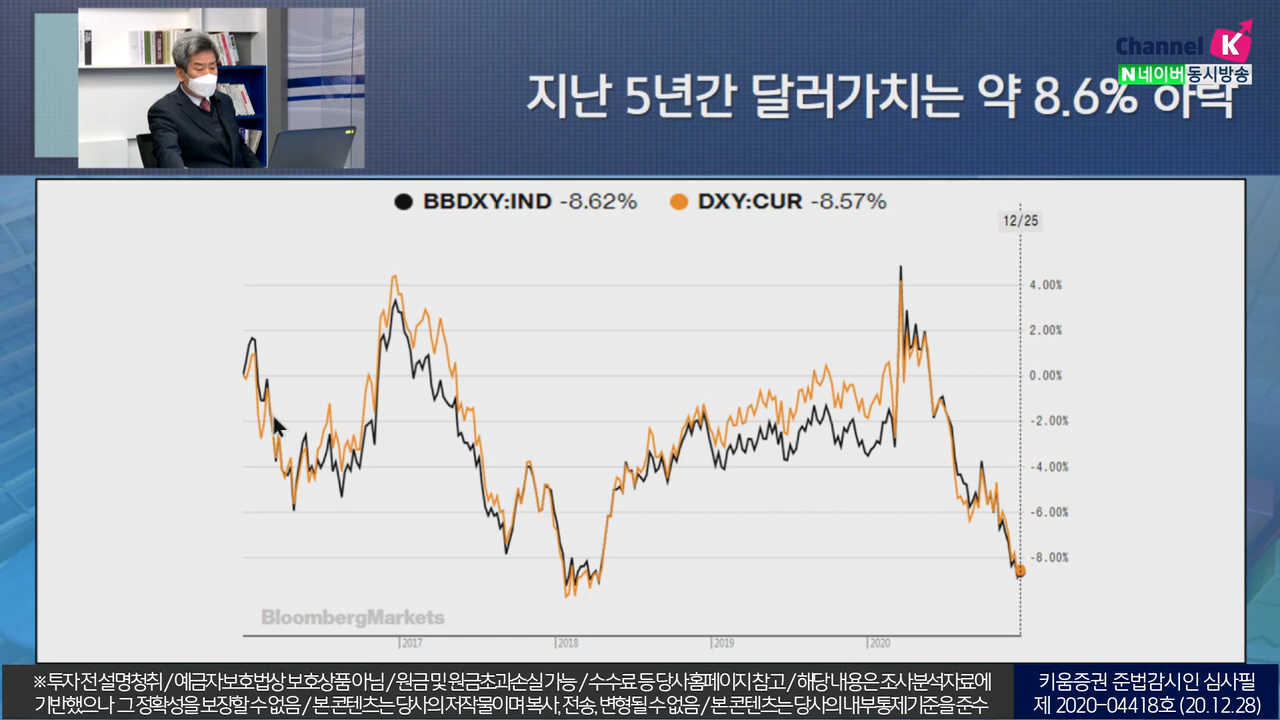 Channel K
N 네이버 동시방송
지난 5년간 달러가치는 약 8.6% 하락
BBDXY:IND -8.62% DXY:CUR -8.57%
12/25
4.00%
2.00%
0.00%
-2.00%
-4.00%
-6.00%
-8.00%
BloombergMarkets
2017 2018 2019 2020
※ 투자 전 설명청취 / 예금자보호법상 보호상품 아님 / 원금 및 원금초과손실 가능 / 수수료 등 당사홈페이지 참고 / 해당 내용은 조사분석자료에
기반했으나 그 정확성을 보장할 수 없음 / 본 콘텐츠는 당사의 저작물이며 복사, 전송, 변형될 수 없음 / 본 콘텐츠는 당사의 내부통제기준을 준수
키움증권 준법감시인 심사필
제 2020-04418호 (20.12.28)